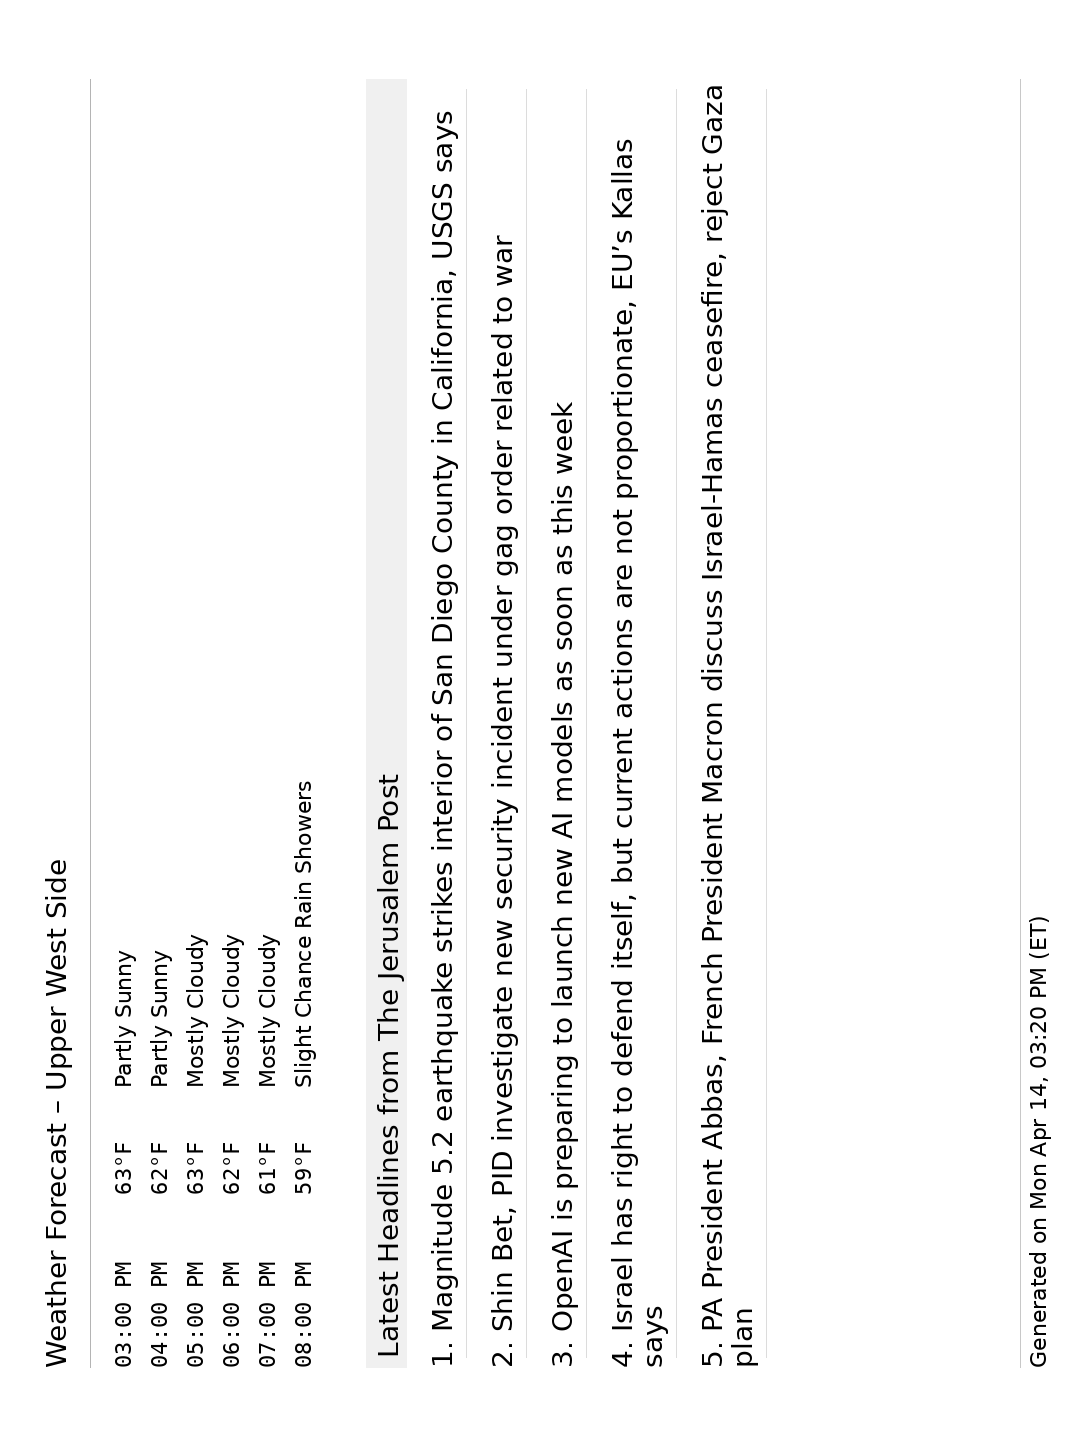 Weather Forecast – Upper West Side
03:00 PM 63°F Partly Sunny
04:00 PM 62°F Partly Sunny
05:00 PM 63°F Mostly Cloudy
06:00 PM 62°F Mostly Cloudy
07:00 PM 61°F Mostly Cloudy
08:00 PM 59°F Slight Chance Rain Showers
Latest Headlines from The Jerusalem Post
1. Magnitude 5.2 earthquake strikes interior of San Diego County in California, USGS says
2. Shin Bet, PID investigate new security incident under gag order related to war
3. OpenAI is preparing to launch new AI models as soon as this week
4. Israel has right to defend itself, but current actions are not proportionate, EU’s Kallas
says
5. PA President Abbas, French President Macron discuss Israel-Hamas ceasefire, reject Gaza
plan
Generated on Mon Apr 14, 03:20 PM (ET)